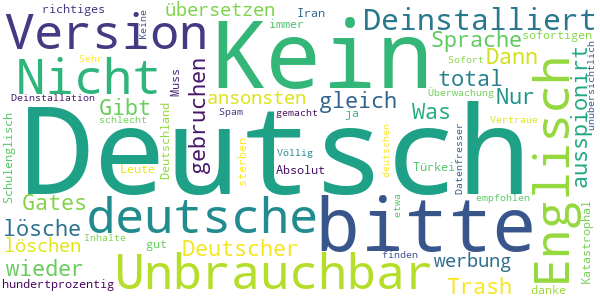 richtiges
übersetzen
Iran
Keine
Version
Kein
immer
Deinstalliert
Sehr
Nicht
Muss
Sprache
sofortigen
total
Dann
Sofort
unübersichtlich
Deinstallation
gebruchen
ansonsten
gleich
Überwachung
schlecht
Gibt
Spam
gemacht
ja
Was
Nur
Vertraue
Englisch
ausspioniert
Schulenglisch
Deutschland
Deutsch
Völlig
deutschen
Datenfresser
Leute
sterben
Absolut
Türkei
Gates
deutsche
bitte
etwa
empfohlen
Katastrophal
lösche
löschen
Inhalte
gut
Deutscher
finden
werbung
wieder
Unbrauchbar
Trash
danke
hundertprozentig